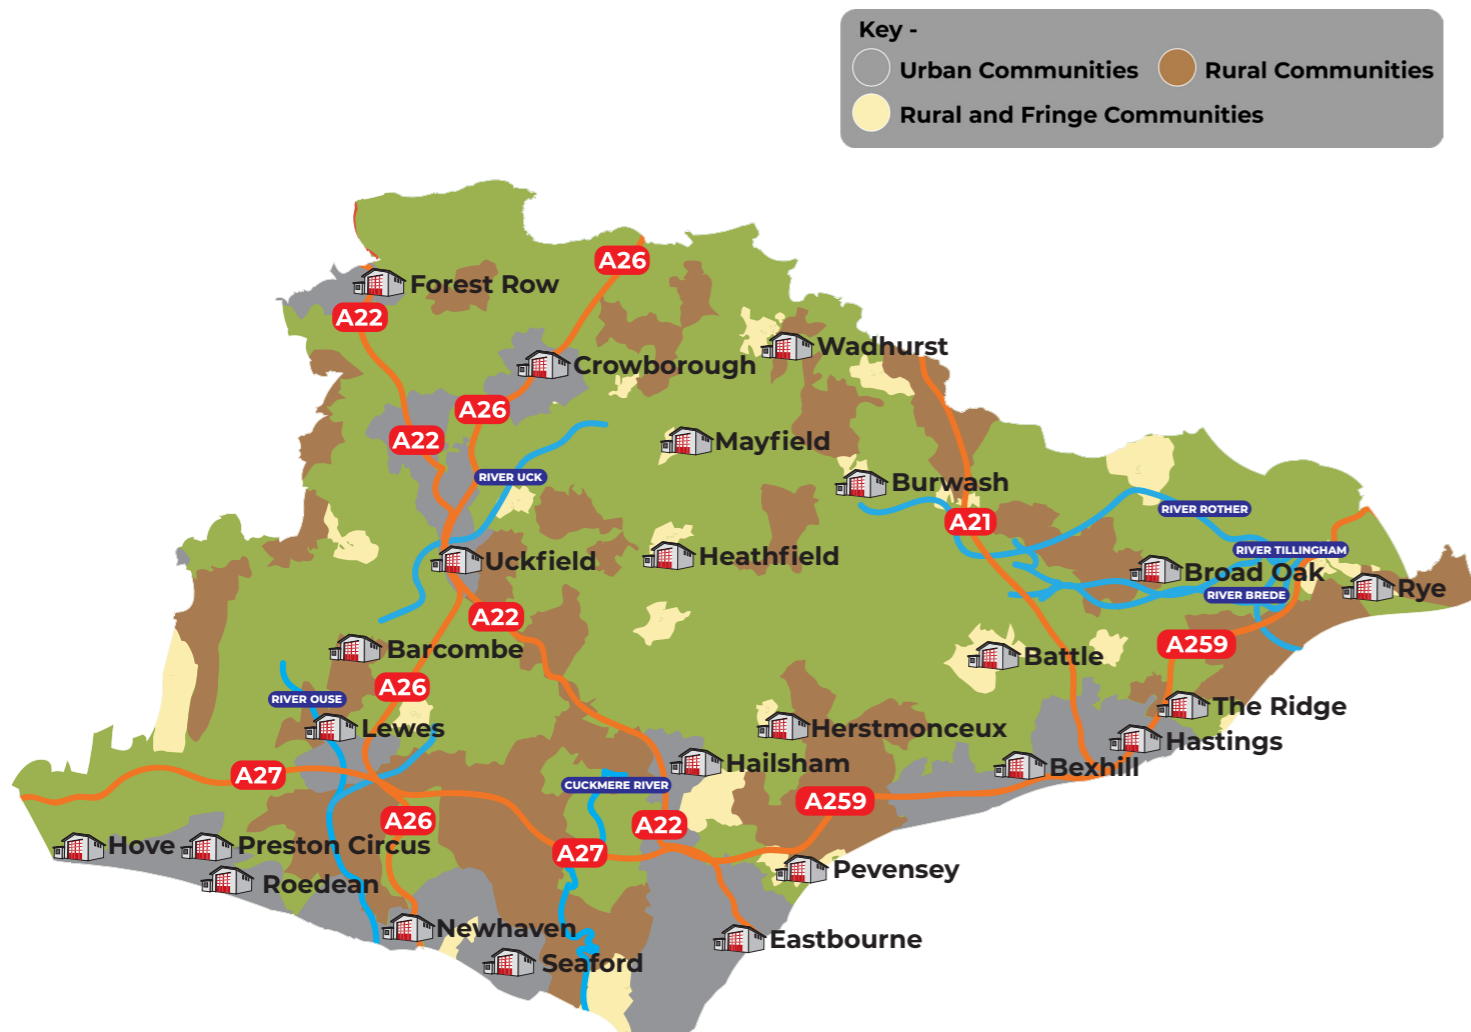 Key -
Urban Communities
Rural Communities
Rural and Fringe Communities
A26
Forest Row
A22
Wadhurst
Crowborough
A26
A22
Mayfield
RIVER UCK
Burwash
RIVER ROTHER
A21
RIVER TILLINGHAM
Uckfield
Heathfield
Broad Oak
Rye
RIVER BREDE
A22
Barcombe
A259
Battle
A26
RIVER OUSE
The Ridge
Lewes
Herstmonceux
Hastings
Hailsham
Bexhill
A27
CUCKMERE RIVER
A259
A26
A22
Hove
Preston Circus
A27
Pevensey
Roedean
Newhaven
Eastbourne
Seaford